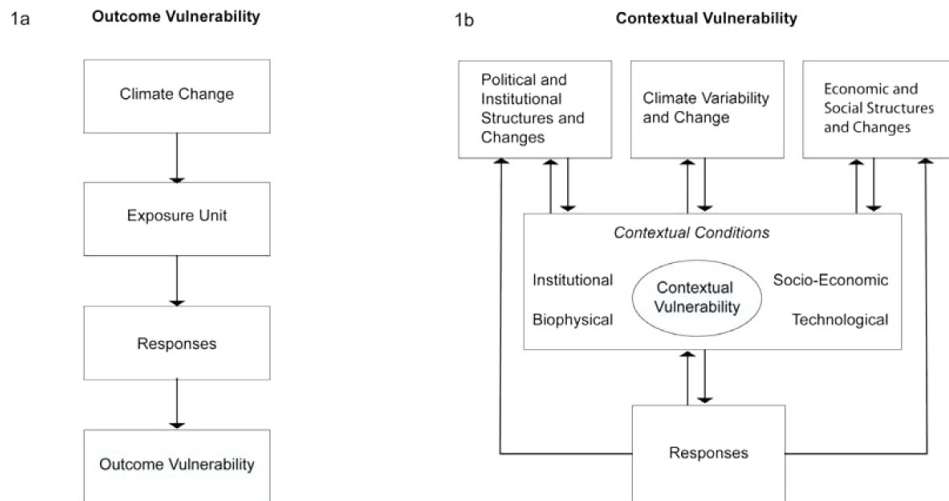 1a
Outcome Vulnerability
Climate Change
Exposure Unit
Responses
Outcome Vulnerability
1b
Contextual Vulnerability
Political and
Institutional
Structures and
Changes
Climate Variability
and Change
Economic and
Social Structures
and Changes
Contextual Conditions
Institutional
Biophysical
Contextual
Vulnerability
Socio-Economic
Technological
Responses